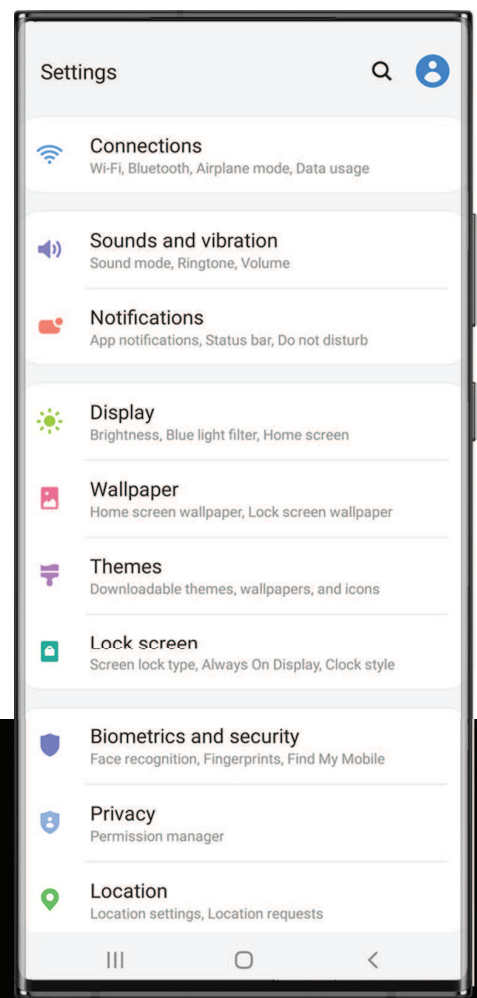 Settings
Connections
Wi-Fi, Bluetooth, Airplane mode, Data usage
Sounds and vibration
Sound mode, Ringtone, Volume
Notifications
App notifications, Status bar, Do not disturb
Display
Brightness, Blue light filter, Home screen
Wallpaper
Home screen wallpaper, Lock screen wallpaper
Themes
Downloadable themes, wallpapers, and icons
Lock screen
Screen lock type, Always On Display, Clock style
Biometrics and security
Face recognition, Fingerprints, Find My Mobile
Privacy
Permission manager
Location
Location settings, Location requests